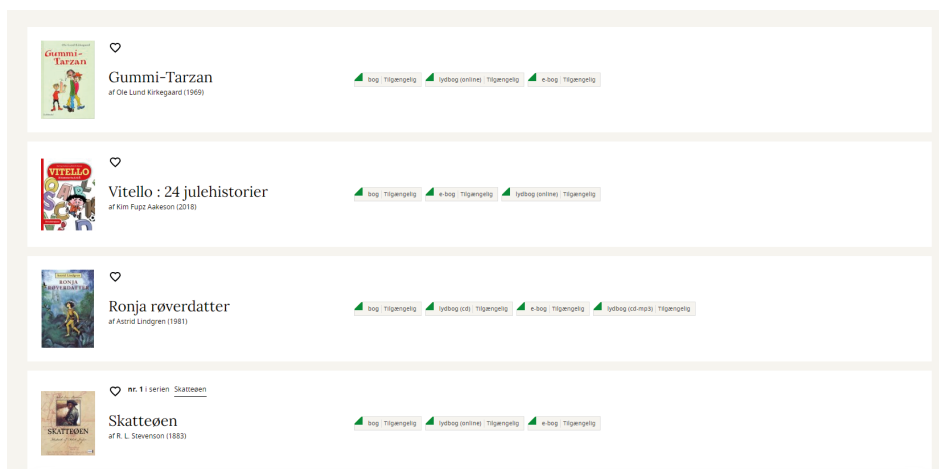 Gummi-
Tarzan
Gummi-Tarzan
af Ole Lund Kirkegaard (1969)
bog Tilgængelig lydbog (online) Tilgængelig e-bog Tilgængelig
VITELLO
Vitello : 24 julehistorier
af Kim Fupz Aakeson (2018)
bog Tilgængelig e-bog Tilgængelig lydbog (online) Tilgængelig
RONJA
RØVERDATTER
Ronja røverdatter
af Astrid Lindgren (1981)
bog Tilgængelig lydbog (cd) Tilgængelig e-bog Tilgængelig lydbog (cd-mp3) Tilgængelig
nr. 1 i serien Skatteøen
SKATTEØEN
Skatteøen
af R. L. Stevenson (1883)
bog Tilgængelig lydbog (online) Tilgængelig e-bog Tilgængelig